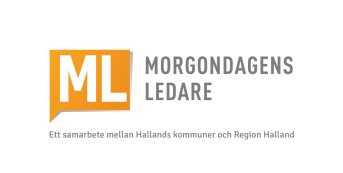 ML
MORGONDAGENS
LEDARE
Ett samarbete mellan Hallands kommuner och Region Halland